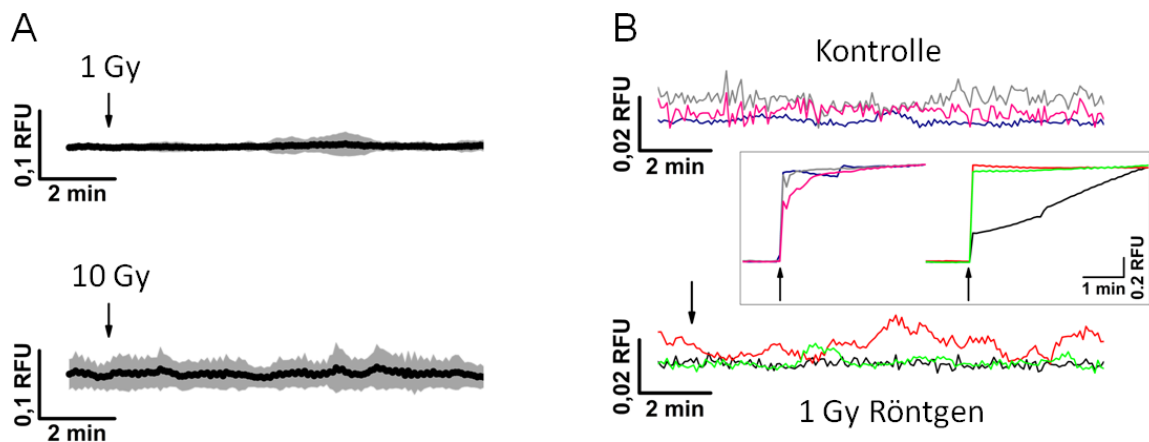 A
1 Gy
0,1 RFU
2 min
10 Gy
0,1 RFU
2 min
B
Kontrolle
0,02 RFU
2 min
1 min
0.2 RFU
0,02 RFU
2 min
1 Gy Röntgen